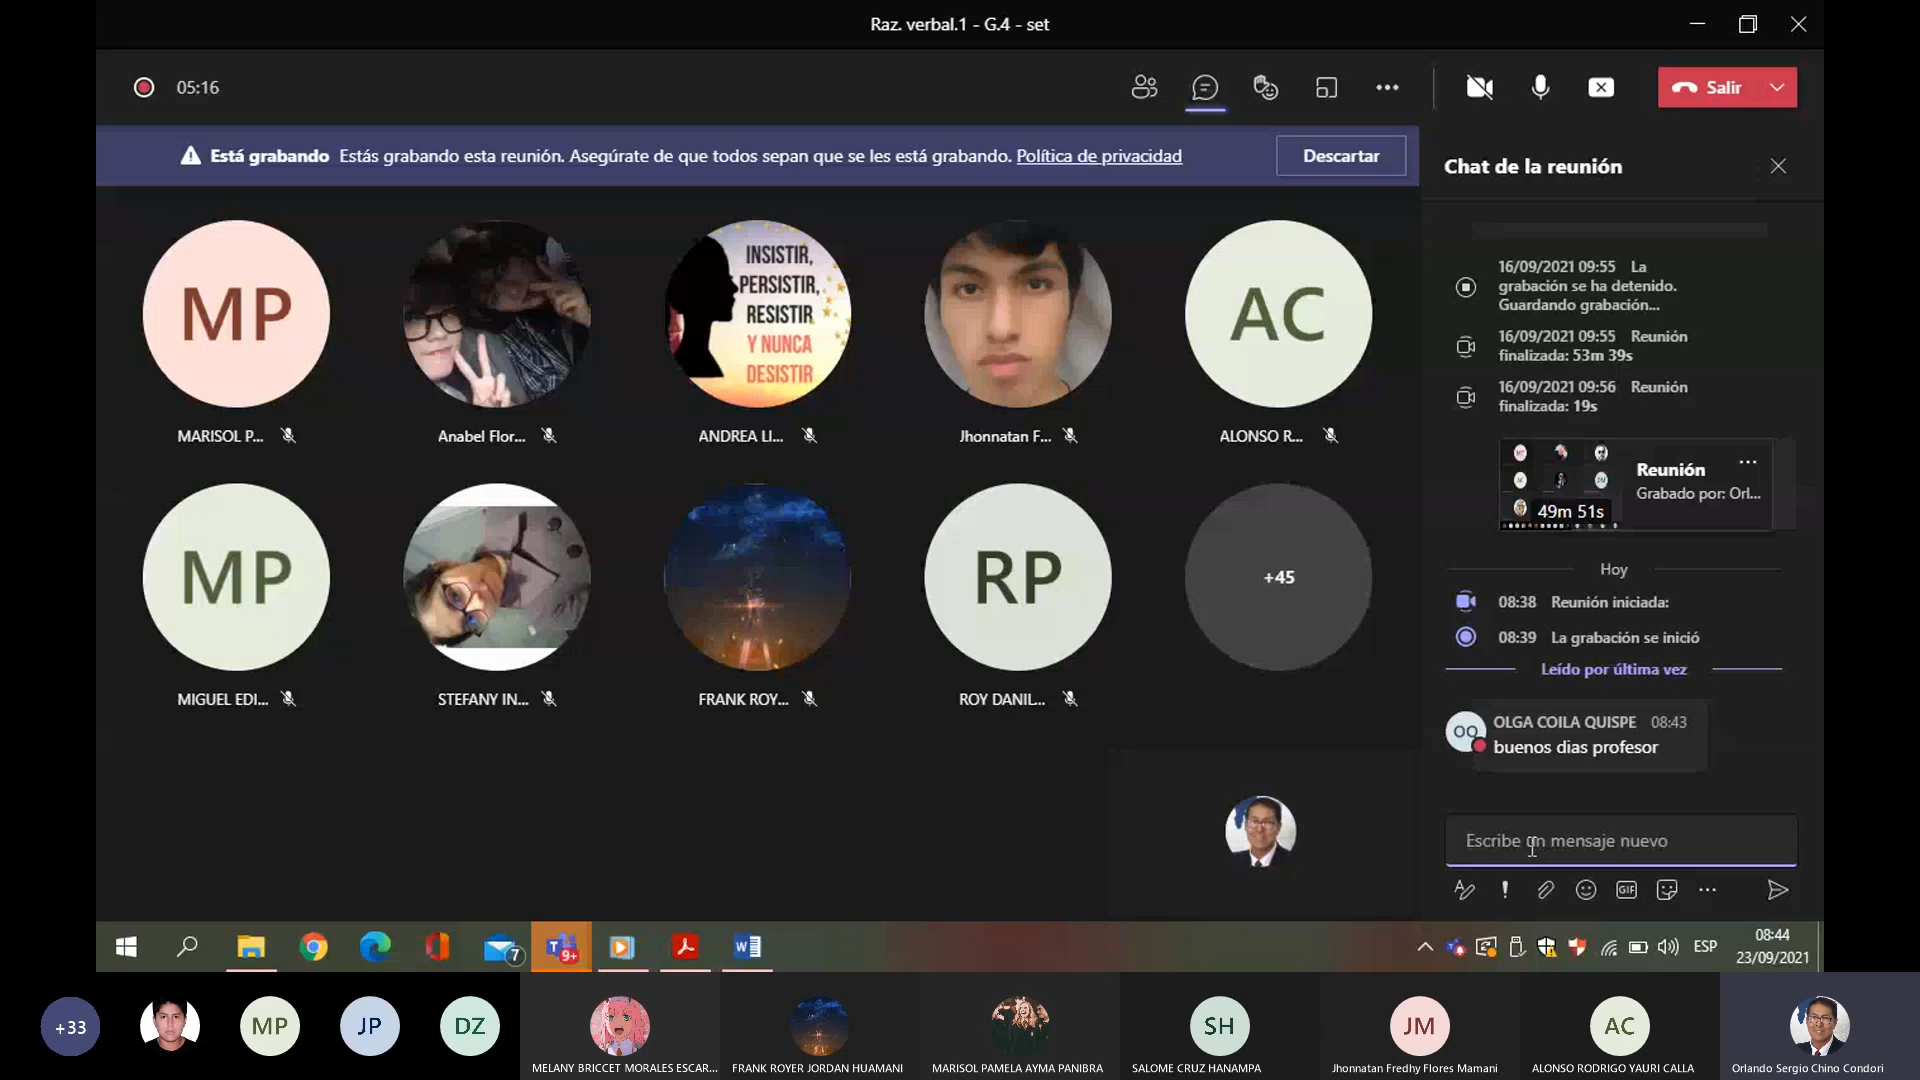 Raz. verbal.1 - G.4 - set
05:16
Salir
Está grabando Estás grabando esta reunión. Asegúrate de que todos sepan que se les está grabando. Política de privacidad
Descartar
Chat de la reunión
MP
INSISTIR,
PERSISTIR,
RESISTIR
Y NUNCA
DESISTIR
AC
MARISOL P...
Anabel Flor...
ANDREA LI...
Jhonnatan F...
ALONSO R...
MP
RP
+45
MIGUEL EDI...
STEFANY IN...
FRANK ROY...
ROY DANIL...
16/09/2021 09:55 La
grabación se ha detenido.
Guardando grabación...
16/09/2021 09:55 Reunión
finalizada: 53m 39s
16/09/2021 09:56 Reunión
finalizada: 19s
Reunión
Grabado por: Orl...
49m 51s
Hoy
08:38 Reunión iniciada:
08:39 La grabación se inició
Leído por última vez
OQ
OLGA COILA QUISPE 08:43
buenos dias profesor
Escribe un mensaje nuevo
GIF
7
9+
ESP
08:44
23/09/2021
+33
MP
JP
DZ
SH
JM
AC
MELANY BRICCET MORALES ESCAR...
FRANK ROYER JORDAN HUAMANI
MARISOL PAMELA AYMA PANIBRA
SALOME CRUZ HANAMPA
Jhonnatan Fredhy Flores Mamani
ALONSO RODRIGO YAURI CALLA
Orlando Sergio Chino Condori